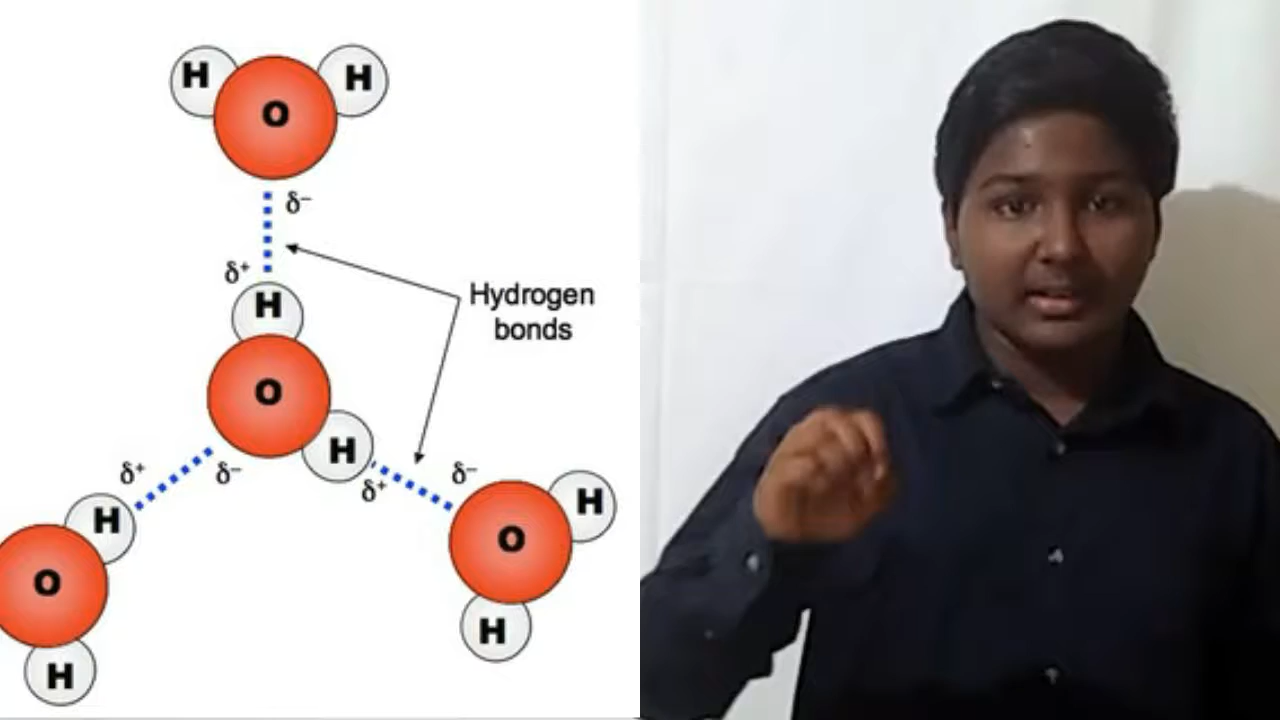 H H
O
δ⁻
δ⁺
H
Hydrogen
bonds
O
H
δ⁺ δ⁻ δ⁻
δ⁺
H H
O O
H
H